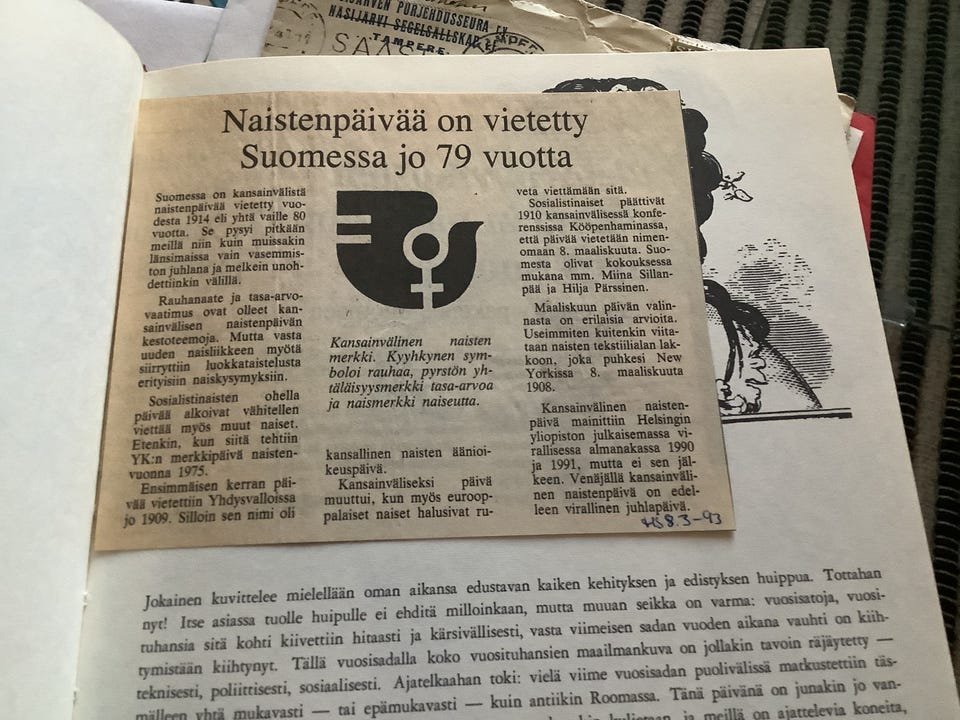 PURJEHDUSSEURA
NÄSIJÄRVI SEGELSÄLLSKAP
TAMPERE
Naistenpäivää on vietetty
Suomessa jo 79 vuotta
Suomessa on kansainvälistä
naistenpäivää vietetty vuo-
desta 1914 eli yhtä vaille 80
vuotta. Se pysyi pitkään
meillä niin kuin muissakin
länsimaissa vain vasemmis-
ton juhlana ja melkein unoh-
dettiinkin välillä.
Rauhanaate ja tasa-arvo-
vaatimus ovat olleet kan-
sainvälisen naistenpäivän
kestoteemoja. Mutta vasta
uuden naisliikkeen myötä
siirryttiin luokkataistelusta
erityisiin naiskysymyksiin.
Sosialistinaisten ohella
päivää alkoivat vähitellen
viettää myös muut naiset.
Etenkin, kun siitä tehtiin
YK:n merkkipäivä naisten-
vuonna 1975.
Ensimmäisen kerran päi-
vää vietettiin Yhdysvalloissa
jo 1909. Silloin sen nimi oli
Kansainvälinen naisten
merkki. Kyyhkynen sym-
boloi rauhaa, pyrstön yh-
täläisyysmerkki tasa-arvoa
ja naismerkki naiseutta.
kansallinen naisten äänioi-
keuspäivä.
Kansainväliseksi päivä
muuttui, kun myös euroop-
palaiset naiset halusivat ru-
veta viettämään sitä.
Sosialistinaiset päättivät
1910 kansainvälisessä konfe-
renssissa Kööpenhaminassa,
että päivää vietetään nimen-
omaan 8. maaliskuuta. Suo-
mesta olivat kokouksessa
mukana mm. Miina Sillan-
pää ja Hilja Pärssinen.
Maaliskuun päivän valin-
nasta on erilaisia arvioita.
Useimmiten kuitenkin viita-
taan naisten tekstiilialan lak-
koon, joka puhkesi New
Yorkissa 8. maaliskuuta
1908.
Kansainvälinen naisten-
päivä mainittiin Helsingin
yliopiston julkaisemassa vi-
rallisessa almanakassa 1990
ja 1991, mutta ei sen jäl-
keen. Venäjällä kansainväli-
nen naistenpäivä on edel-
leen virallinen juhlapäivä.
HS 8.3-93
Jokainen kuvittelee mielellään oman aikansa edustavan kaiken kehityksen ja edistyksen huippua. Tottahan
nyt! Itse asiassa tuolle huipulle ei ehditä milloinkaan, mutta muuan seikka on varma: vuosisatoja, vuosi-
tuhansia sitä kohti kiivettiin hitaasti ja kärsivällisesti, vasta viimeisen sadan vuoden aikana vauhti on kiih-
tymistään kiihtynyt. Tällä vuosisadalla koko vuosituhansien maailmankuva on jollakin tavoin räjäytetty —
teknisesti, poliittisesti, sosiaalisesti. Ajatelkaahan toki: vielä viime vuosisadan puolivälissä matkustettiin täs-
mälleen yhtä mukavasti — tai epämukavasti — kuin antiikin Roomassa. Tänä päivänä on junakin jo van-
kuljetaan, ja meillä on ajattelevia koneita,